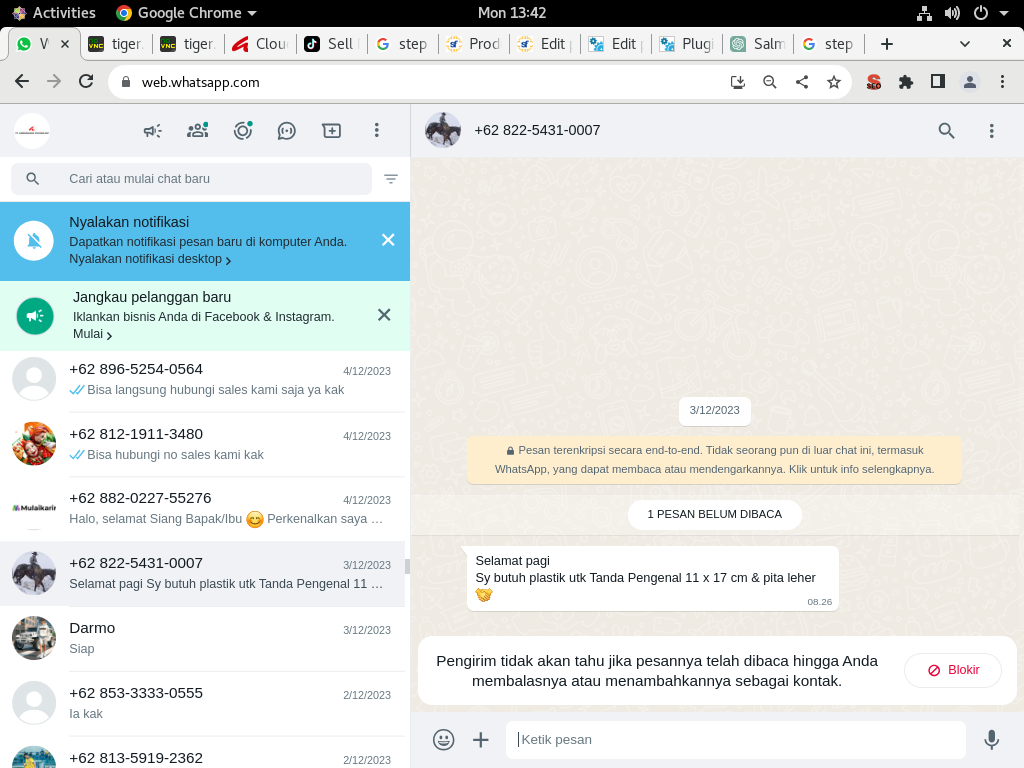 Activities Google Chrome Mon 13:42
W tiger. tiger. Clou Sell step Prod Edit Edit Plugi Salm step
web.whatsapp.com
SEO
+62 822-5431-0007
Cari atau mulai chat baru
Nyalakan notifikasi
Dapatkan notifikasi pesan baru di komputer Anda.
Nyalakan notifikasi desktop ›
Jangkau pelanggan baru
Iklankan bisnis Anda di Facebook & Instagram.
Mulai ›
+62 896-5254-0564 4/12/2023
Bisa langsung hubungi sales kami saja ya kak
+62 812-1911-3480 4/12/2023
Bisa hubungi no sales kami kak
Mulaikarir
+62 882-0227-55276 4/12/2023
Halo, selamat Siang Bapak/Ibu 😊 Perkenalkan saya …
+62 822-5431-0007 3/12/2023
Selamat pagi Sy butuh plastik utk Tanda Pengenal 11 …
Darmo 3/12/2023
Siap
+62 853-3333-0555 2/12/2023
Ia kak
+62 813-5919-2362 2/12/2023
3/12/2023
Pesan terenkripsi secara end-to-end. Tidak seorang pun di luar chat ini, termasuk
WhatsApp, yang dapat membaca atau mendengarkannya. Klik untuk info selengkapnya.
1 PESAN BELUM DIBACA
Selamat pagi
Sy butuh plastik utk Tanda Pengenal 11 x 17 cm & pita leher
🤝 08.26
Pengirim tidak akan tahu jika pesannya telah dibaca hingga Anda
membalasnya atau menambahkannya sebagai kontak.
Blokir
Ketik pesan